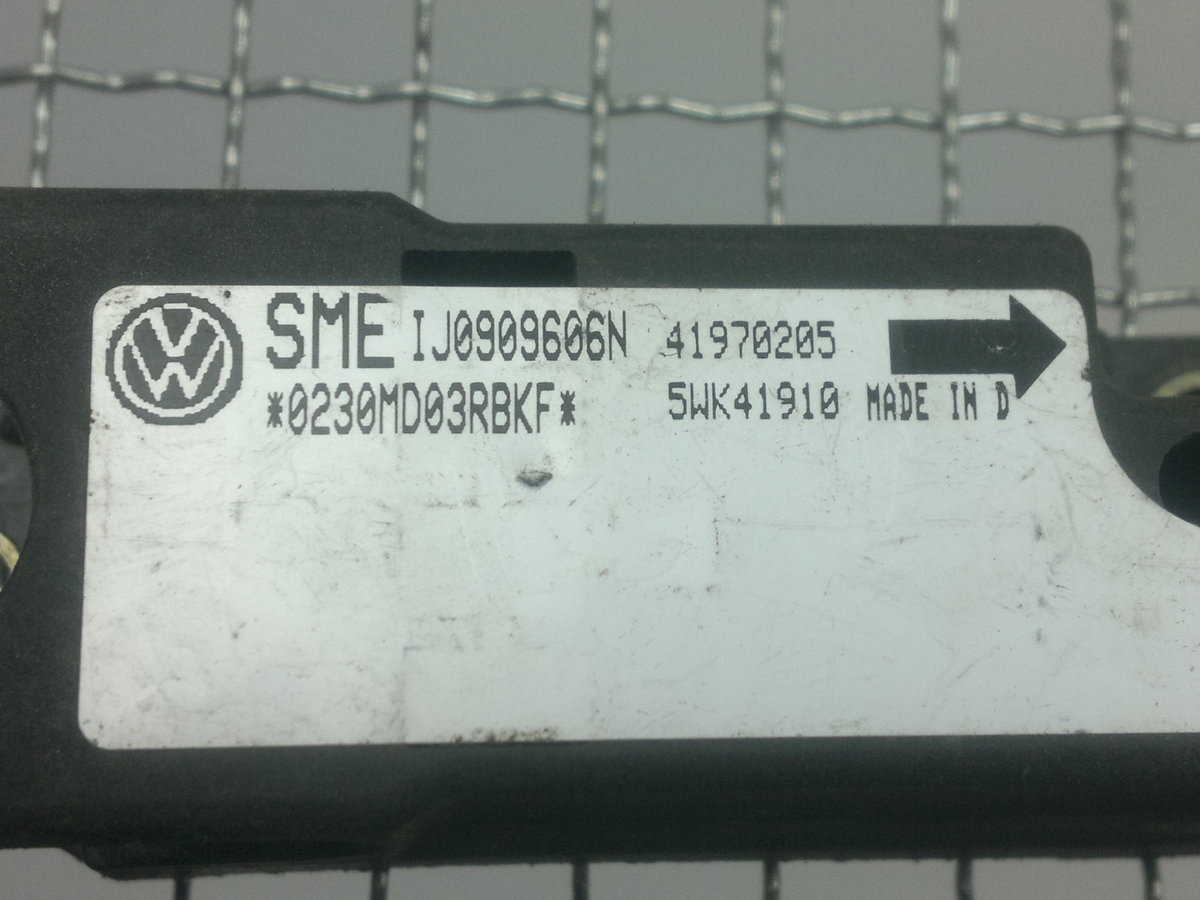 SME IJ0909606N 41970205
*0230MD03RBKF* 5WK41910 MADE IN D